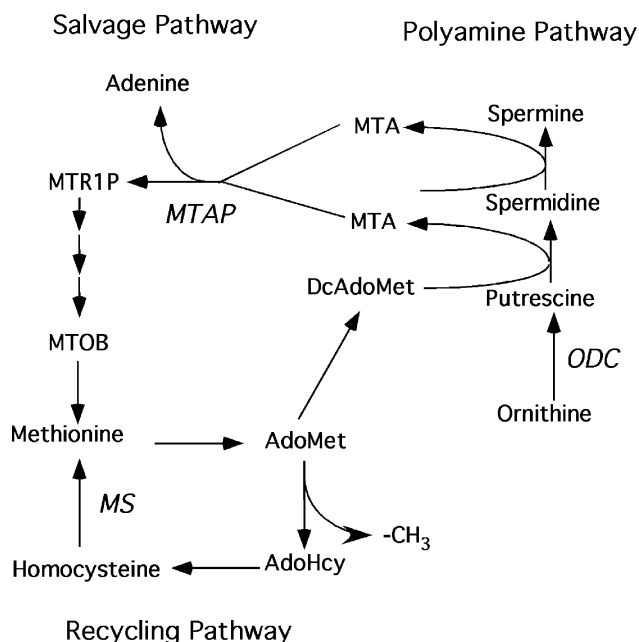 Salvage Pathway
Polyamine Pathway
Adenine
Spermine
MTA
MTR1P
MTAP
Spermidine
MTA
DcAdoMet
Putrescine
MTOB
ODC
Ornithine
Methionine
AdoMet
MS
-CH3
Homocysteine
AdoHcy
Recycling Pathway